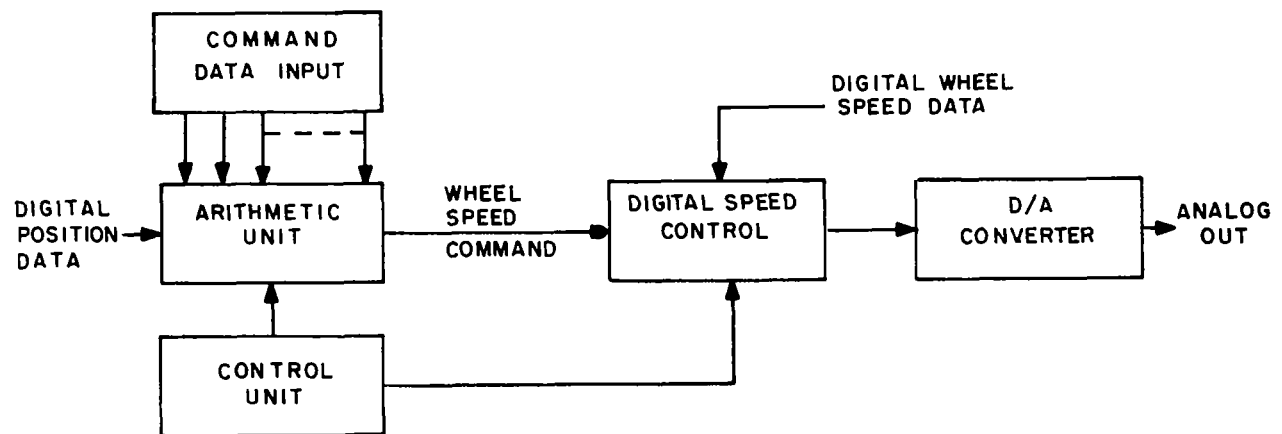 COMMAND
DATA INPUT
DIGITAL WHEEL
SPEED DATA
DIGITAL
POSITION
DATA
ARITHMETIC
UNIT
WHEEL
SPEED
COMMAND
DIGITAL SPEED
CONTROL
D/A
CONVERTER
ANALOG
OUT
CONTROL
UNIT